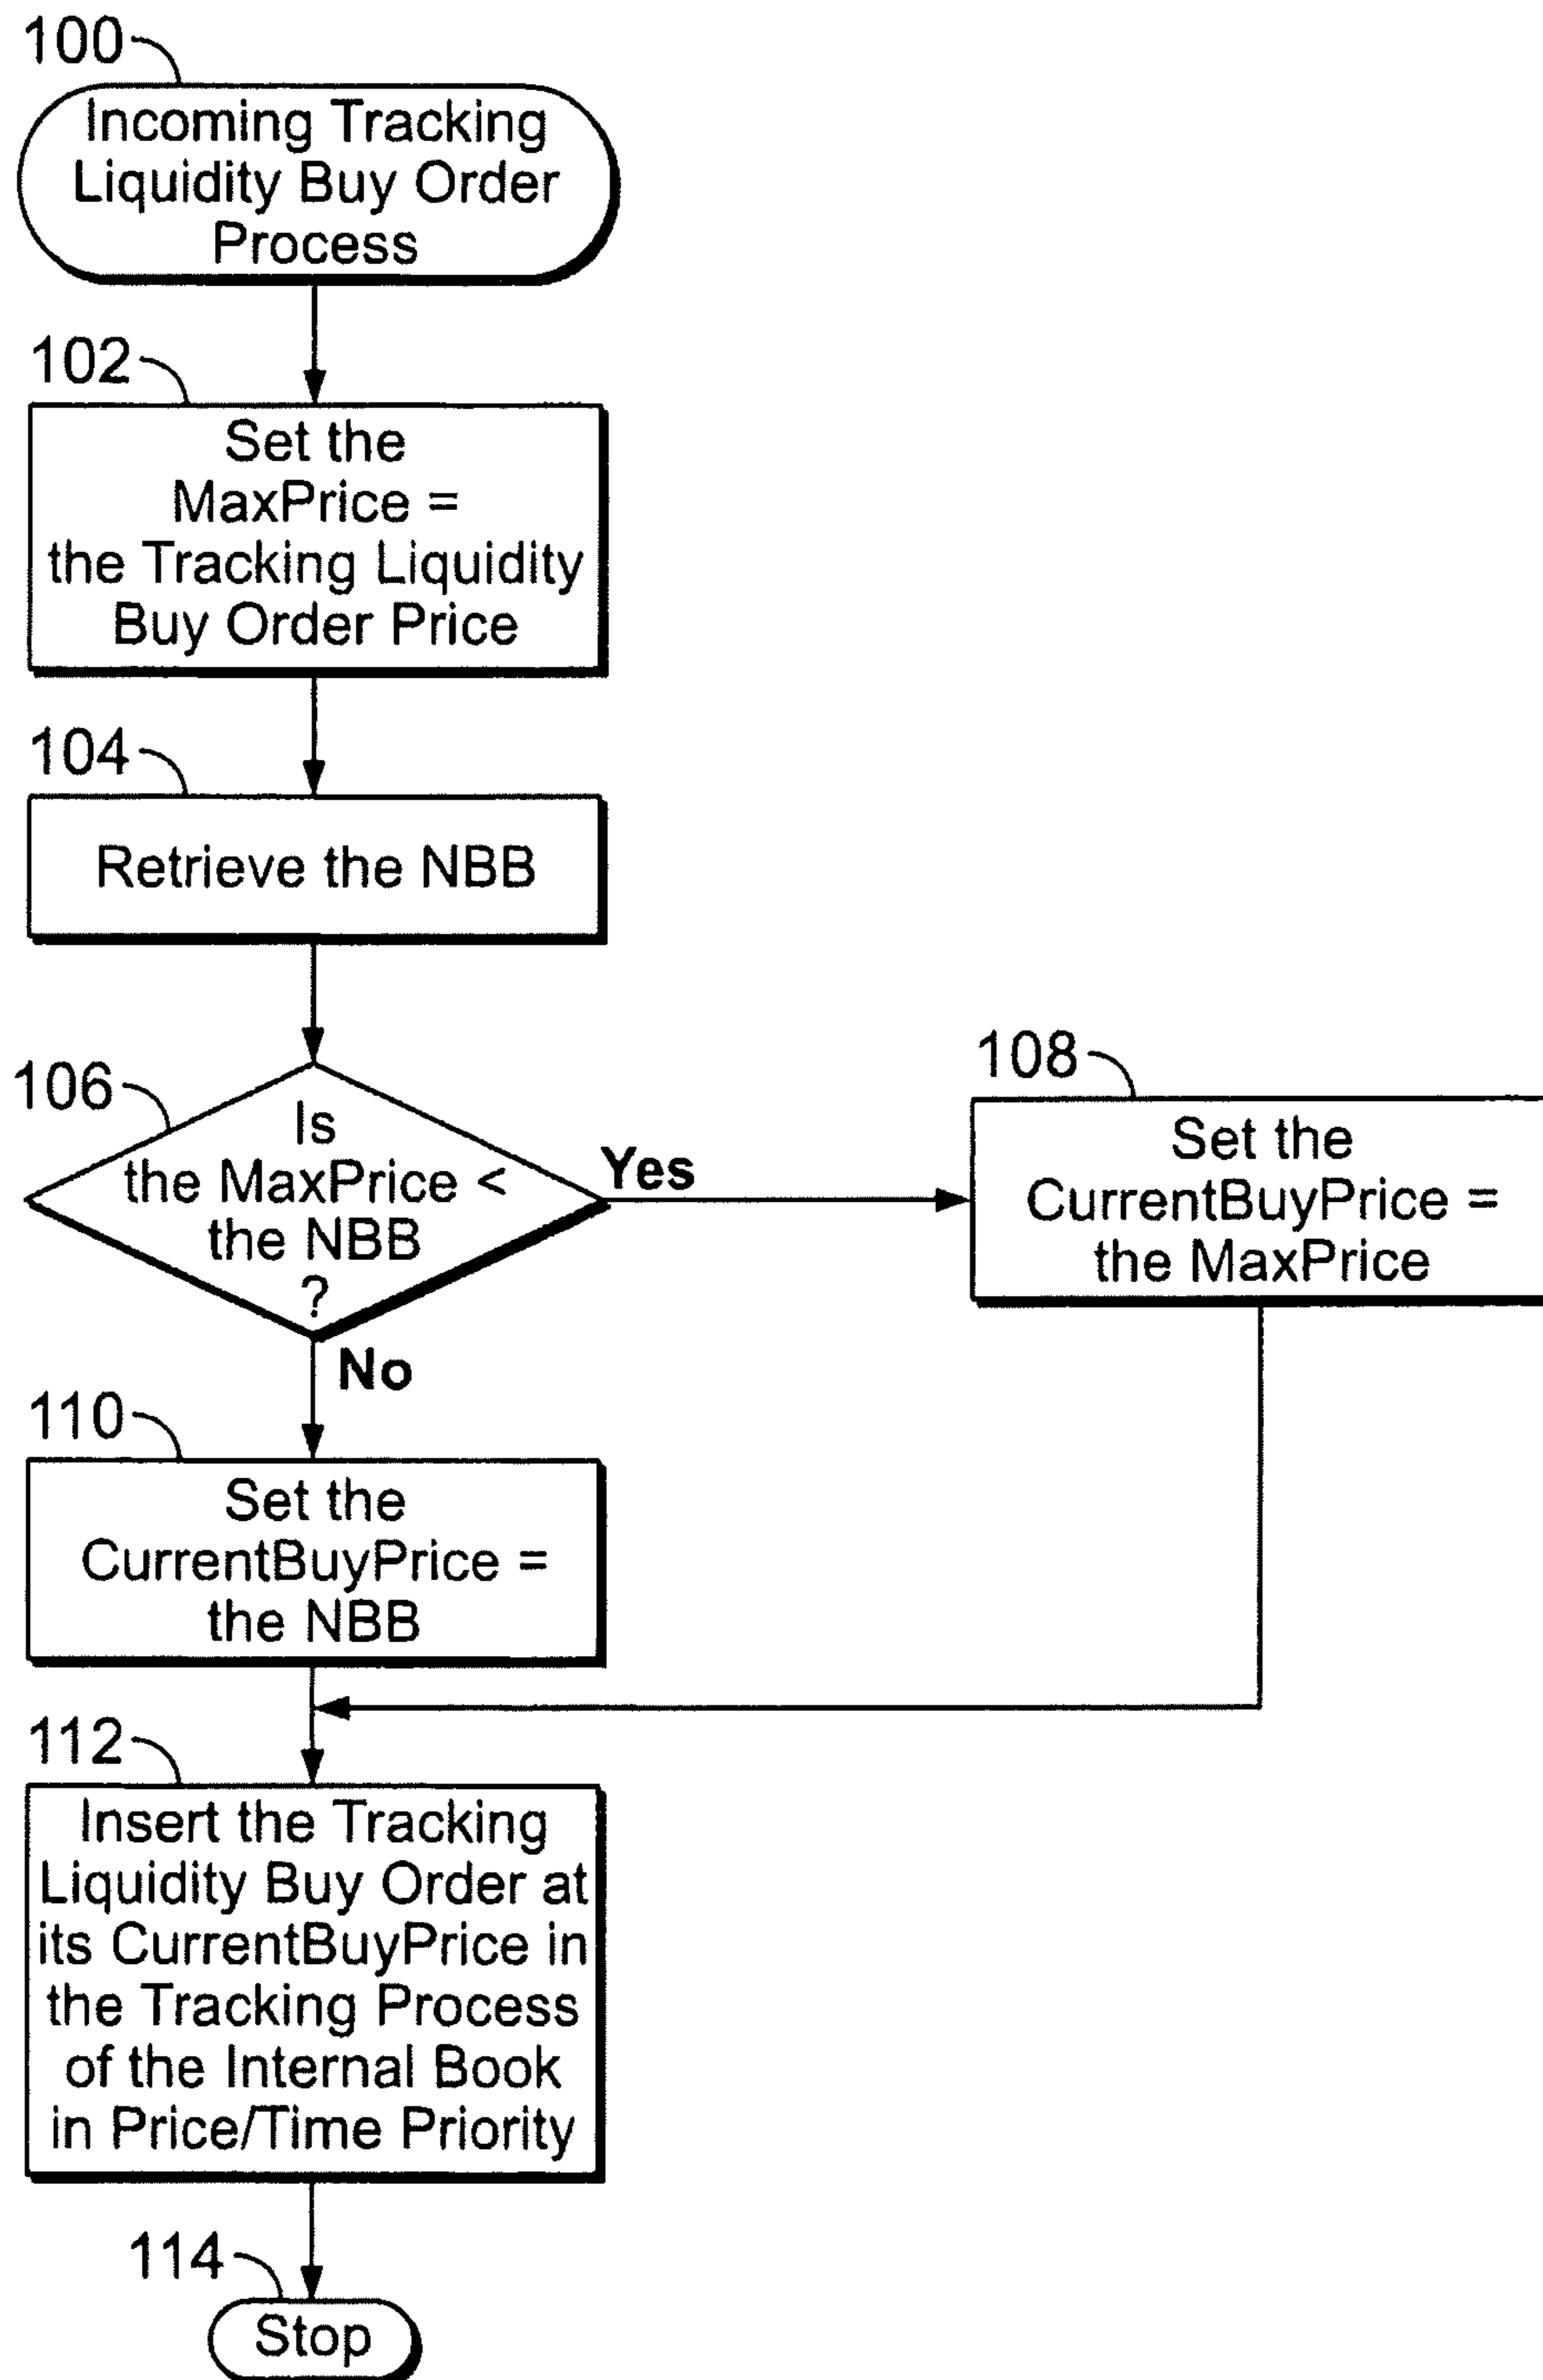 100
Incoming Tracking
Liquidity Buy Order
Process
102
Set the
MaxPrice =
the Tracking Liquidity
Buy Order Price
104
Retrieve the NBB
106
Is
the MaxPrice <
the NBB
?
Yes
108
Set the
CurrentBuyPrice =
the MaxPrice
No
110
Set the
CurrentBuyPrice =
the NBB
112
Insert the Tracking
Liquidity Buy Order at
its CurrentBuyPrice in
the Tracking Process
of the Internal Book
in Price/Time Priority
114
Stop